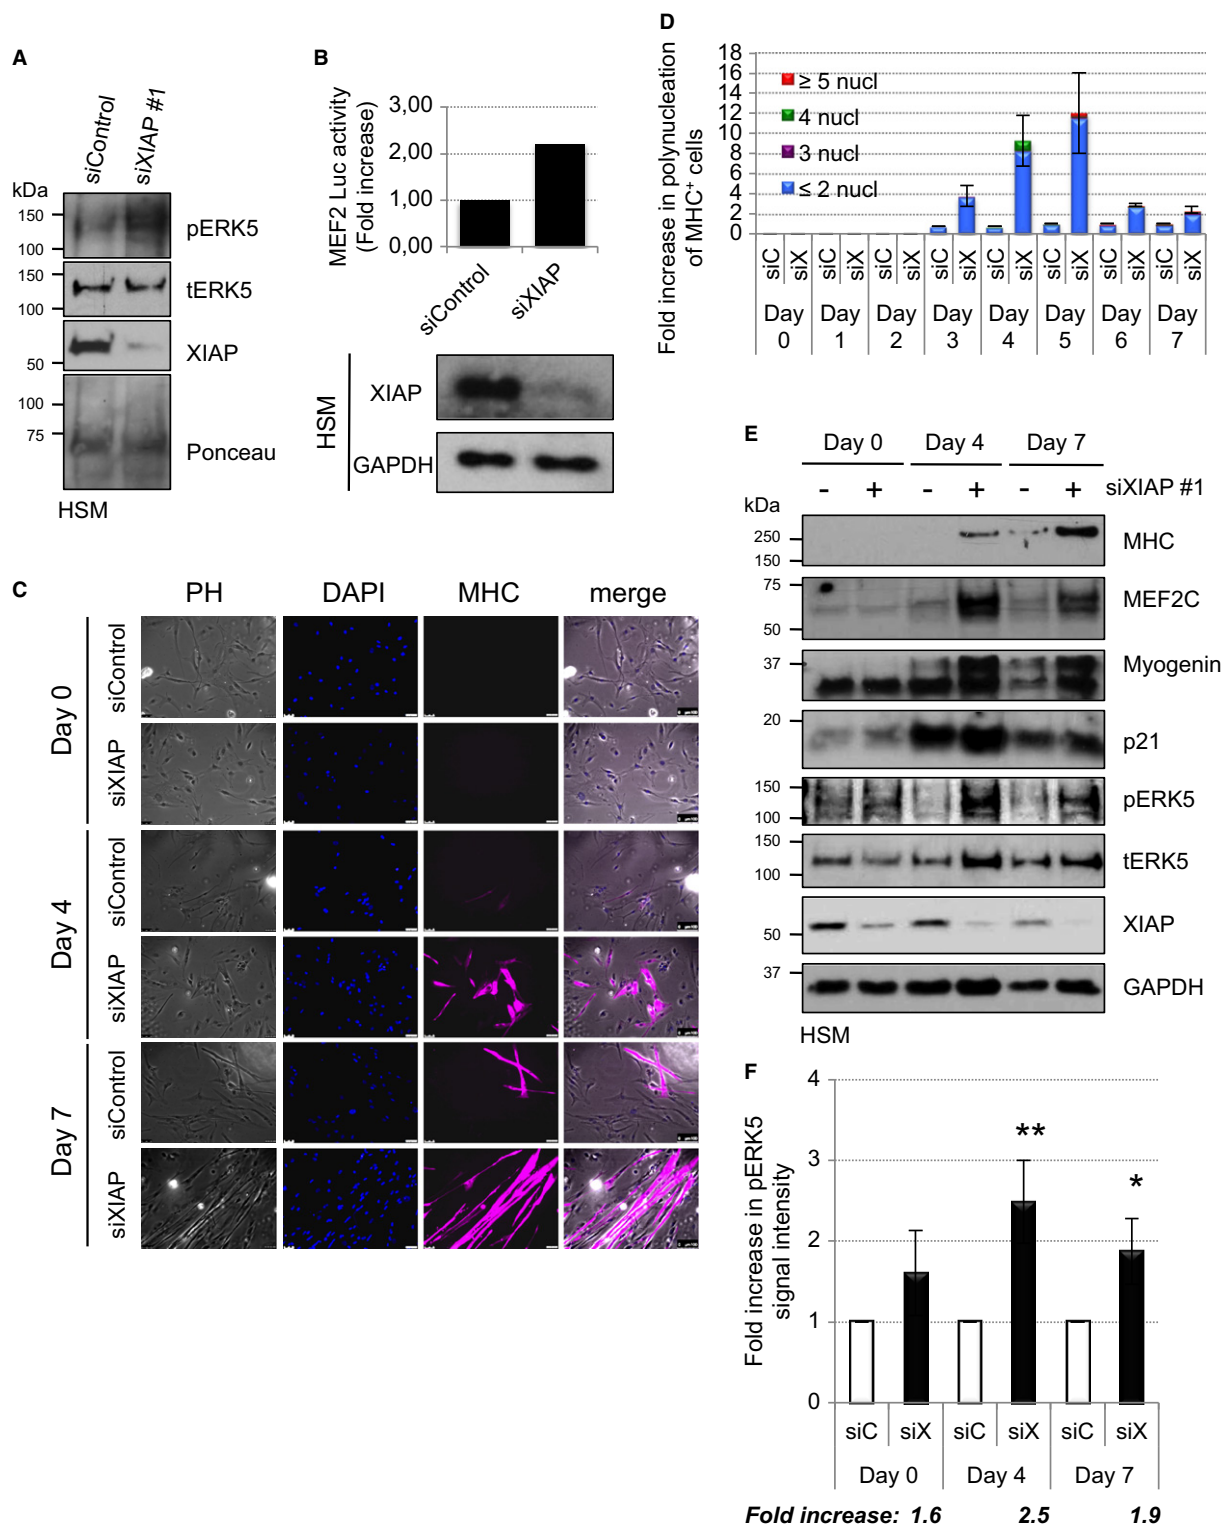 A
siControl
siXIAP #1
kDa
150
100
pERK5
150
100
tERK5
50
XIAP
100
75
Ponceau
HSM
B
MEF2 Luc activity
(Fold increase)
3,00
2,00
1,00
0,00
siControl
siXIAP
HSM
XIAP
GAPDH
C
PH DAPI MHC merge
Day 0
siControl
siXIAP
Day 4
siControl
siXIAP
Day 7
siControl
siXIAP
D
Fold increase in polynucleation
of MHC+ cells
18
16
14
12
10
8
6
4
2
0
≥ 5 nucl
4 nucl
3 nucl
≤ 2 nucl
siC siX siC siX siC siX siC siX siC siX siC siX siC siX siC siX
Day Day Day Day Day Day Day Day
0 1 2 3 4 5 6 7
E
Day 0 Day 4 Day 7
- + - + - + siXIAP #1
kDa
250
150
MHC
75
50
MEF2C
37
Myogenin
20
p21
150
100
pERK5
150
100
tERK5
50
XIAP
37
GAPDH
HSM
F
Fold increase in pERK5
signal intensity
4
3
2
1
0
**
*
siC siX siC siX siC siX
Day 0 Day 4 Day 7
Fold increase: 1.6 2.5 1.9